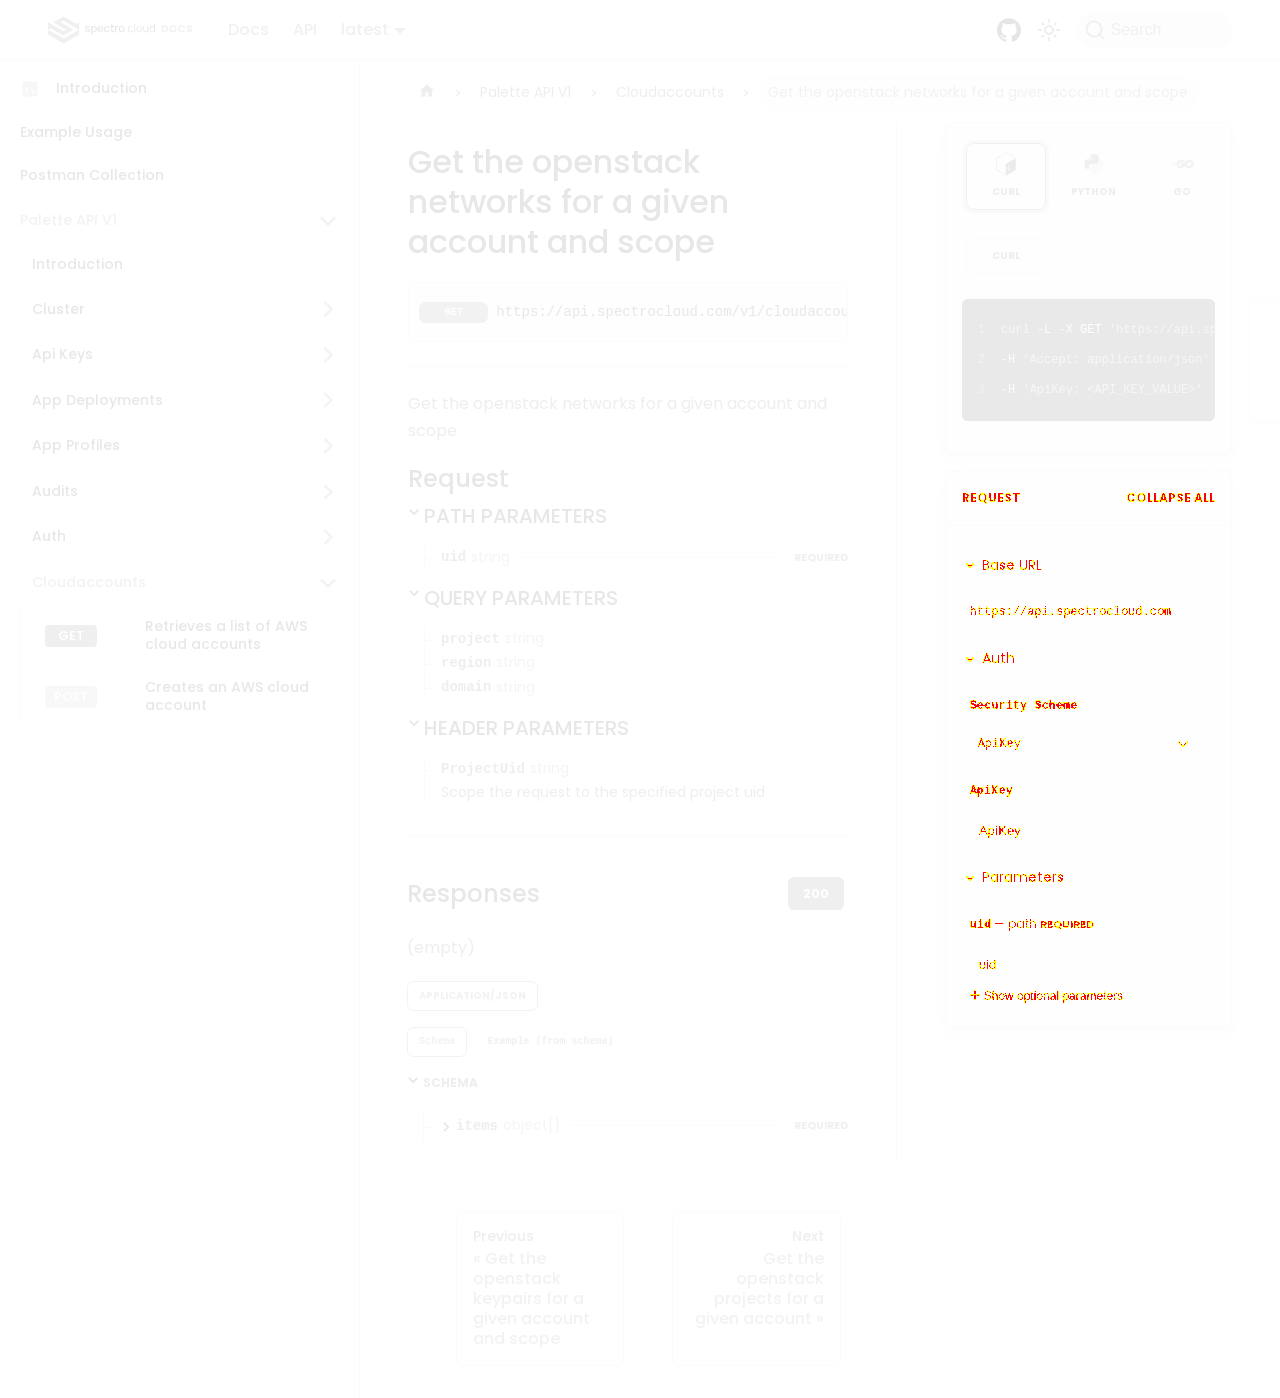 spectro cloud DOCS
Docs
API
latest
Search
Introduction
Example Usage
Postman Collection
Palette API V1
Introduction
Cluster
Api Keys
App Deployments
App Profiles
Audits
Auth
Cloudaccounts
GET
Retrieves a list of AWS
cloud accounts
POST
Creates an AWS cloud
account
Palette API V1
Cloudaccounts
Get the openstack networks for a given account and scope
Get the openstack
networks for a given
account and scope
GET https://api.spectrocloud.com/v1/cloudaccou
Get the openstack networks for a given account and
scope
Request
PATH PARAMETERS
uid string REQUIRED
QUERY PARAMETERS
project string
region string
domain string
HEADER PARAMETERS
ProjectUid string
Scope the request to the specified project uid
Responses
200
(empty)
APPLICATION/JSON
Schema
Example (from schema)
SCHEMA
items object[] REQUIRED
Previous
« Get the
openstack
keypairs for a
given account
and scope
Next
Get the
openstack
projects for a
given account »
CURL
PYTHON
GO
CURL
1 curl -L -X GET 'https://api.sp
2 -H 'Accept: application/json'
3 -H 'ApiKey: <API_KEY_VALUE>'
REQUEST
COLLAPSE ALL
Base URL
https://api.spectrocloud.com
Auth
Security Scheme
ApiKey
ApiKey
ApiKey
Parameters
uid — path REQUIRED
uid
Show optional parameters